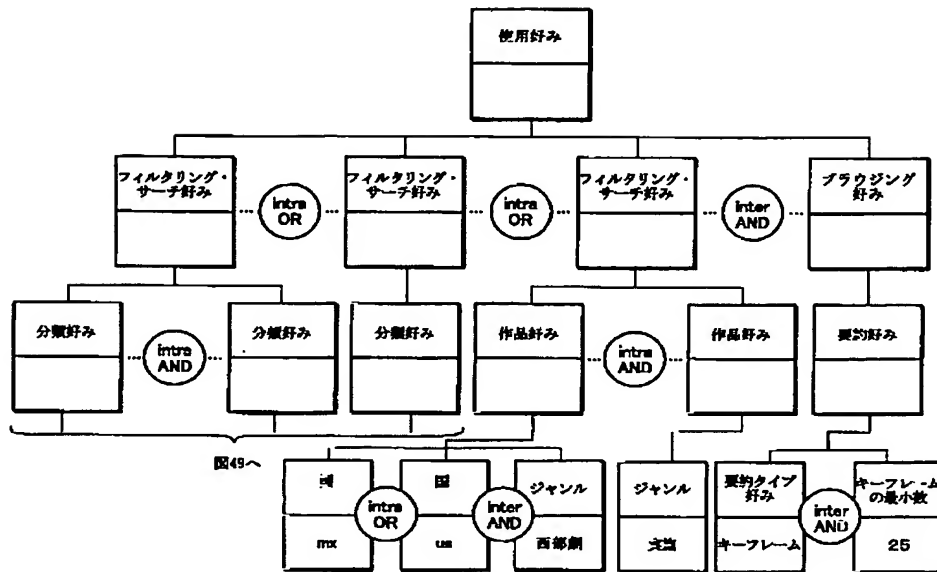 使用好み
フィルタリング・
サーチ好み
intra
OR
フィルタリング・
サーチ好み
intra
OR
フィルタリング・
サーチ好み
inter
AND
ブラウジング
好み
分類好み
intra
AND
分類好み
分類好み
作品好み
intra
AND
作品好み
要約好み
図49へ
国
intra
OR
国
inter
AND
ジャンル
ジャンル
要約タイプ
好み
inter
AND
キーフレーム
の最小数
mx
us
西部劇
キーフレーム
25